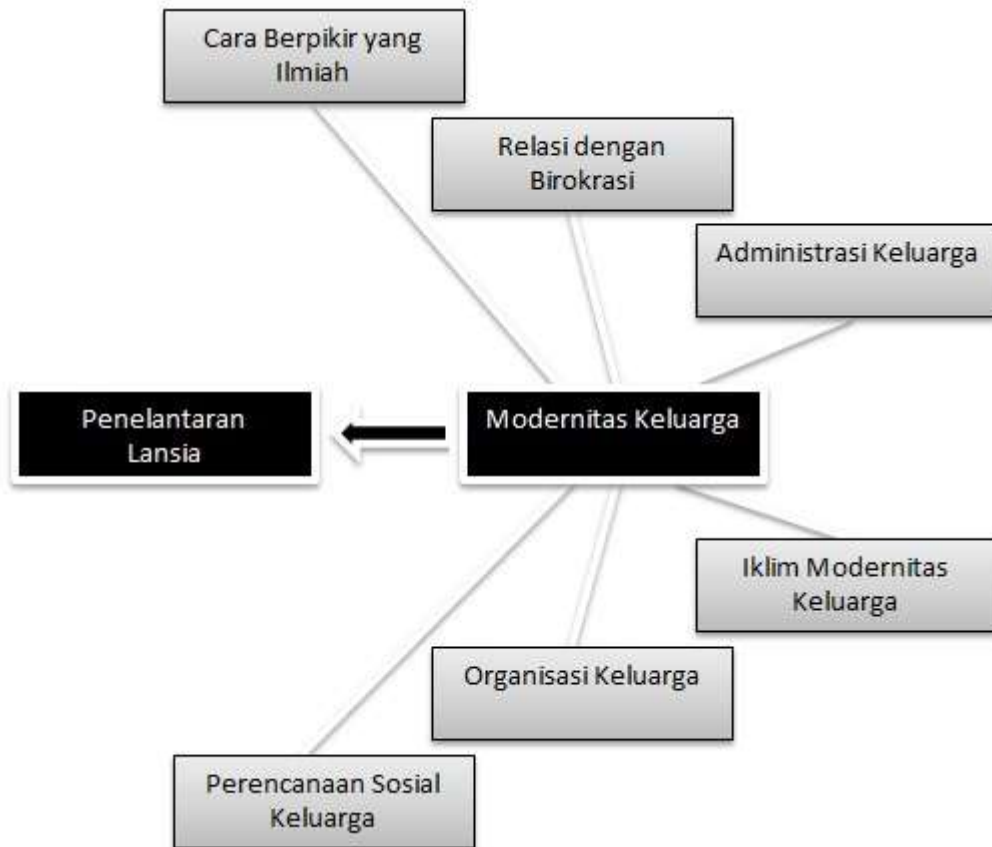 Cara Berpikir yang
Ilmiah
Relasi dengan
Birokrasi
Administrasi Keluarga
Penelantaran
Lansia
Modernitas Keluarga
Iklim Modernitas
Keluarga
Organisasi Keluarga
Perencanaan Sosial
Keluarga